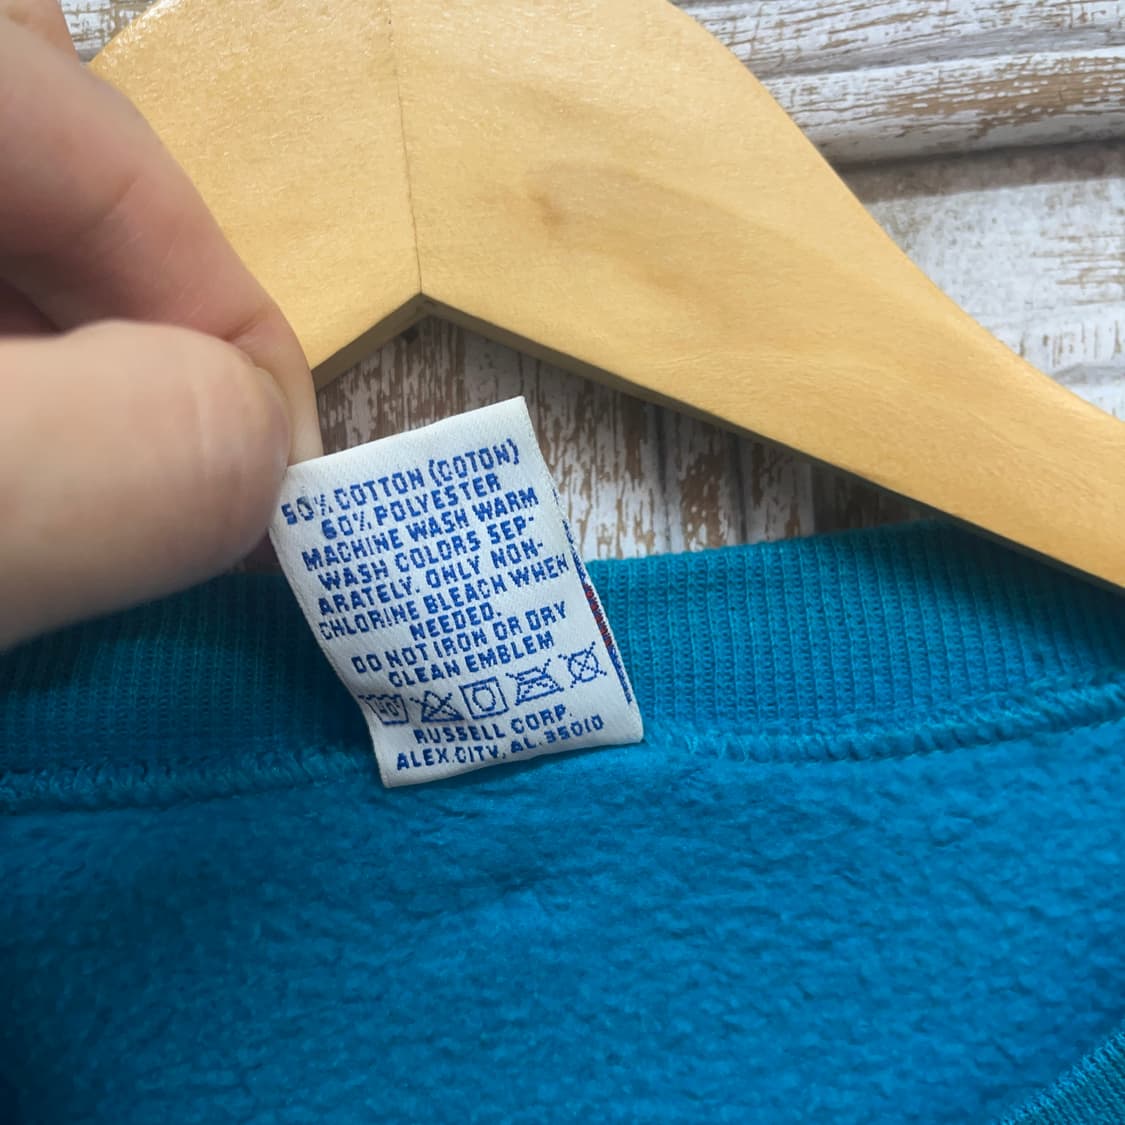 50% COTTON (COTON)
50% POLYESTER
MACHINE WASH WARM
WASH COLORS SEP-
ARATELY. ONLY NON-
CHLORINE BLEACH WHEN
NEEDED.
DO NOT IRON OR DRY
CLEAN EMBLEM
40°
RUSSELL CORP.
ALEX.CITY, AL. 35010